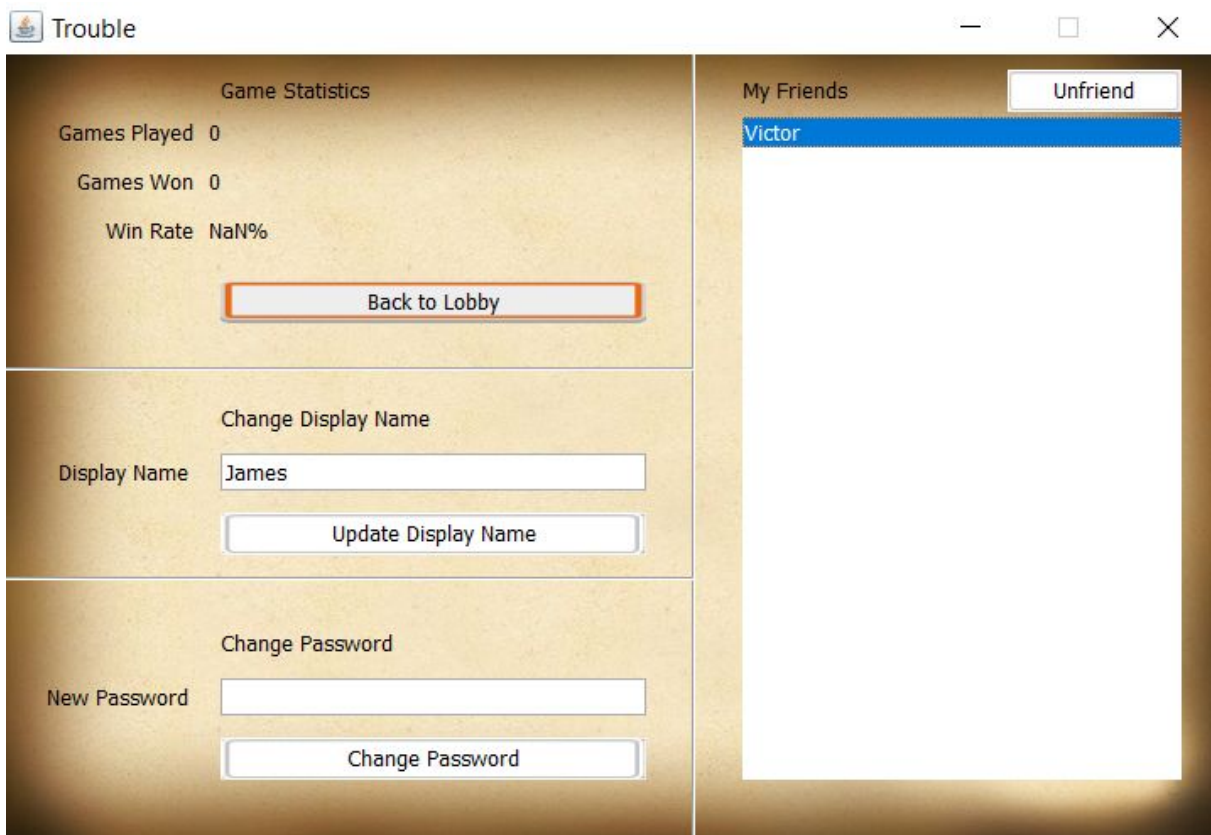 Trouble
Game Statistics
Games Played 0
Games Won 0
Win Rate NaN%
Back to Lobby
Change Display Name
Display Name James
Update Display Name
Change Password
New Password
Change Password
My Friends Unfriend
Victor